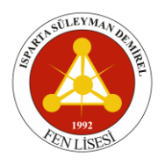 ISPARTA SÜLEYMAN DEMİREL
1992
FEN LİSESİ